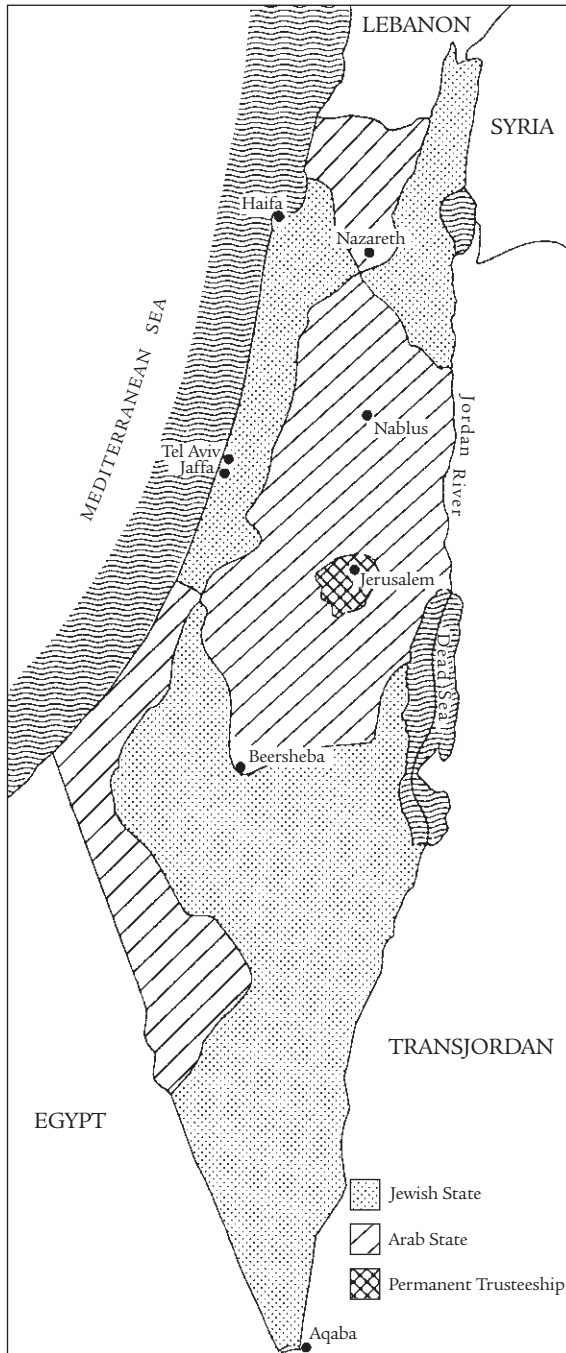 LEBANON
SYRIA
Haifa
Nazareth
MEDITERRANEAN SEA
Jordan River
Nablus
Tel Aviv
Jaffa
Jerusalem
Dead Sea
Beersheba
TRANSJORDAN
EGYPT
Jewish State
Arab State
Permanent Trusteeship
Aqaba